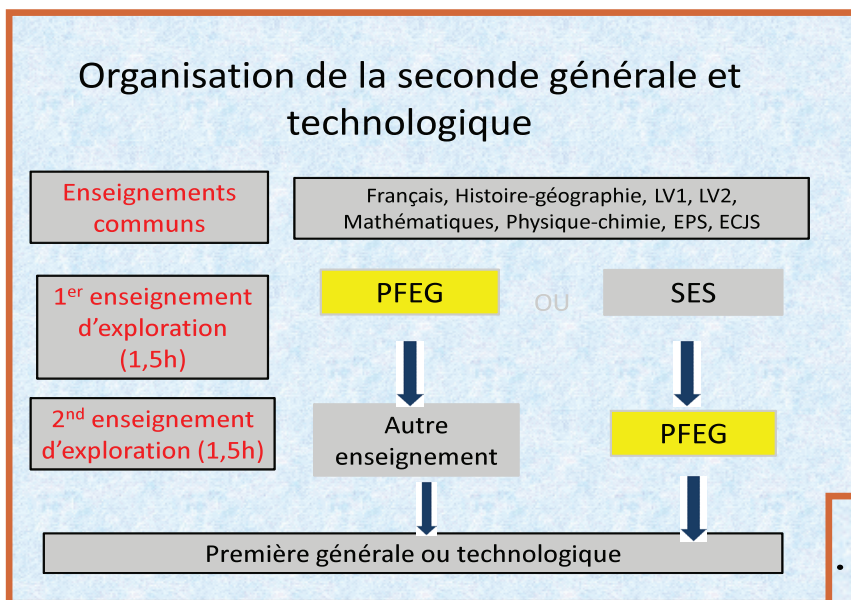 Organisation de la seconde générale et
technologique
Enseignements
communs
Français, Histoire-géographie, LV1, LV2,
Mathématiques, Physique-chimie, EPS, ECJS
1er enseignement
d'exploration
(1,5h)
PFEG
OU
SES
2nd enseignement
d'exploration (1,5h)
Autre
enseignement
PFEG
Première générale ou technologique
.